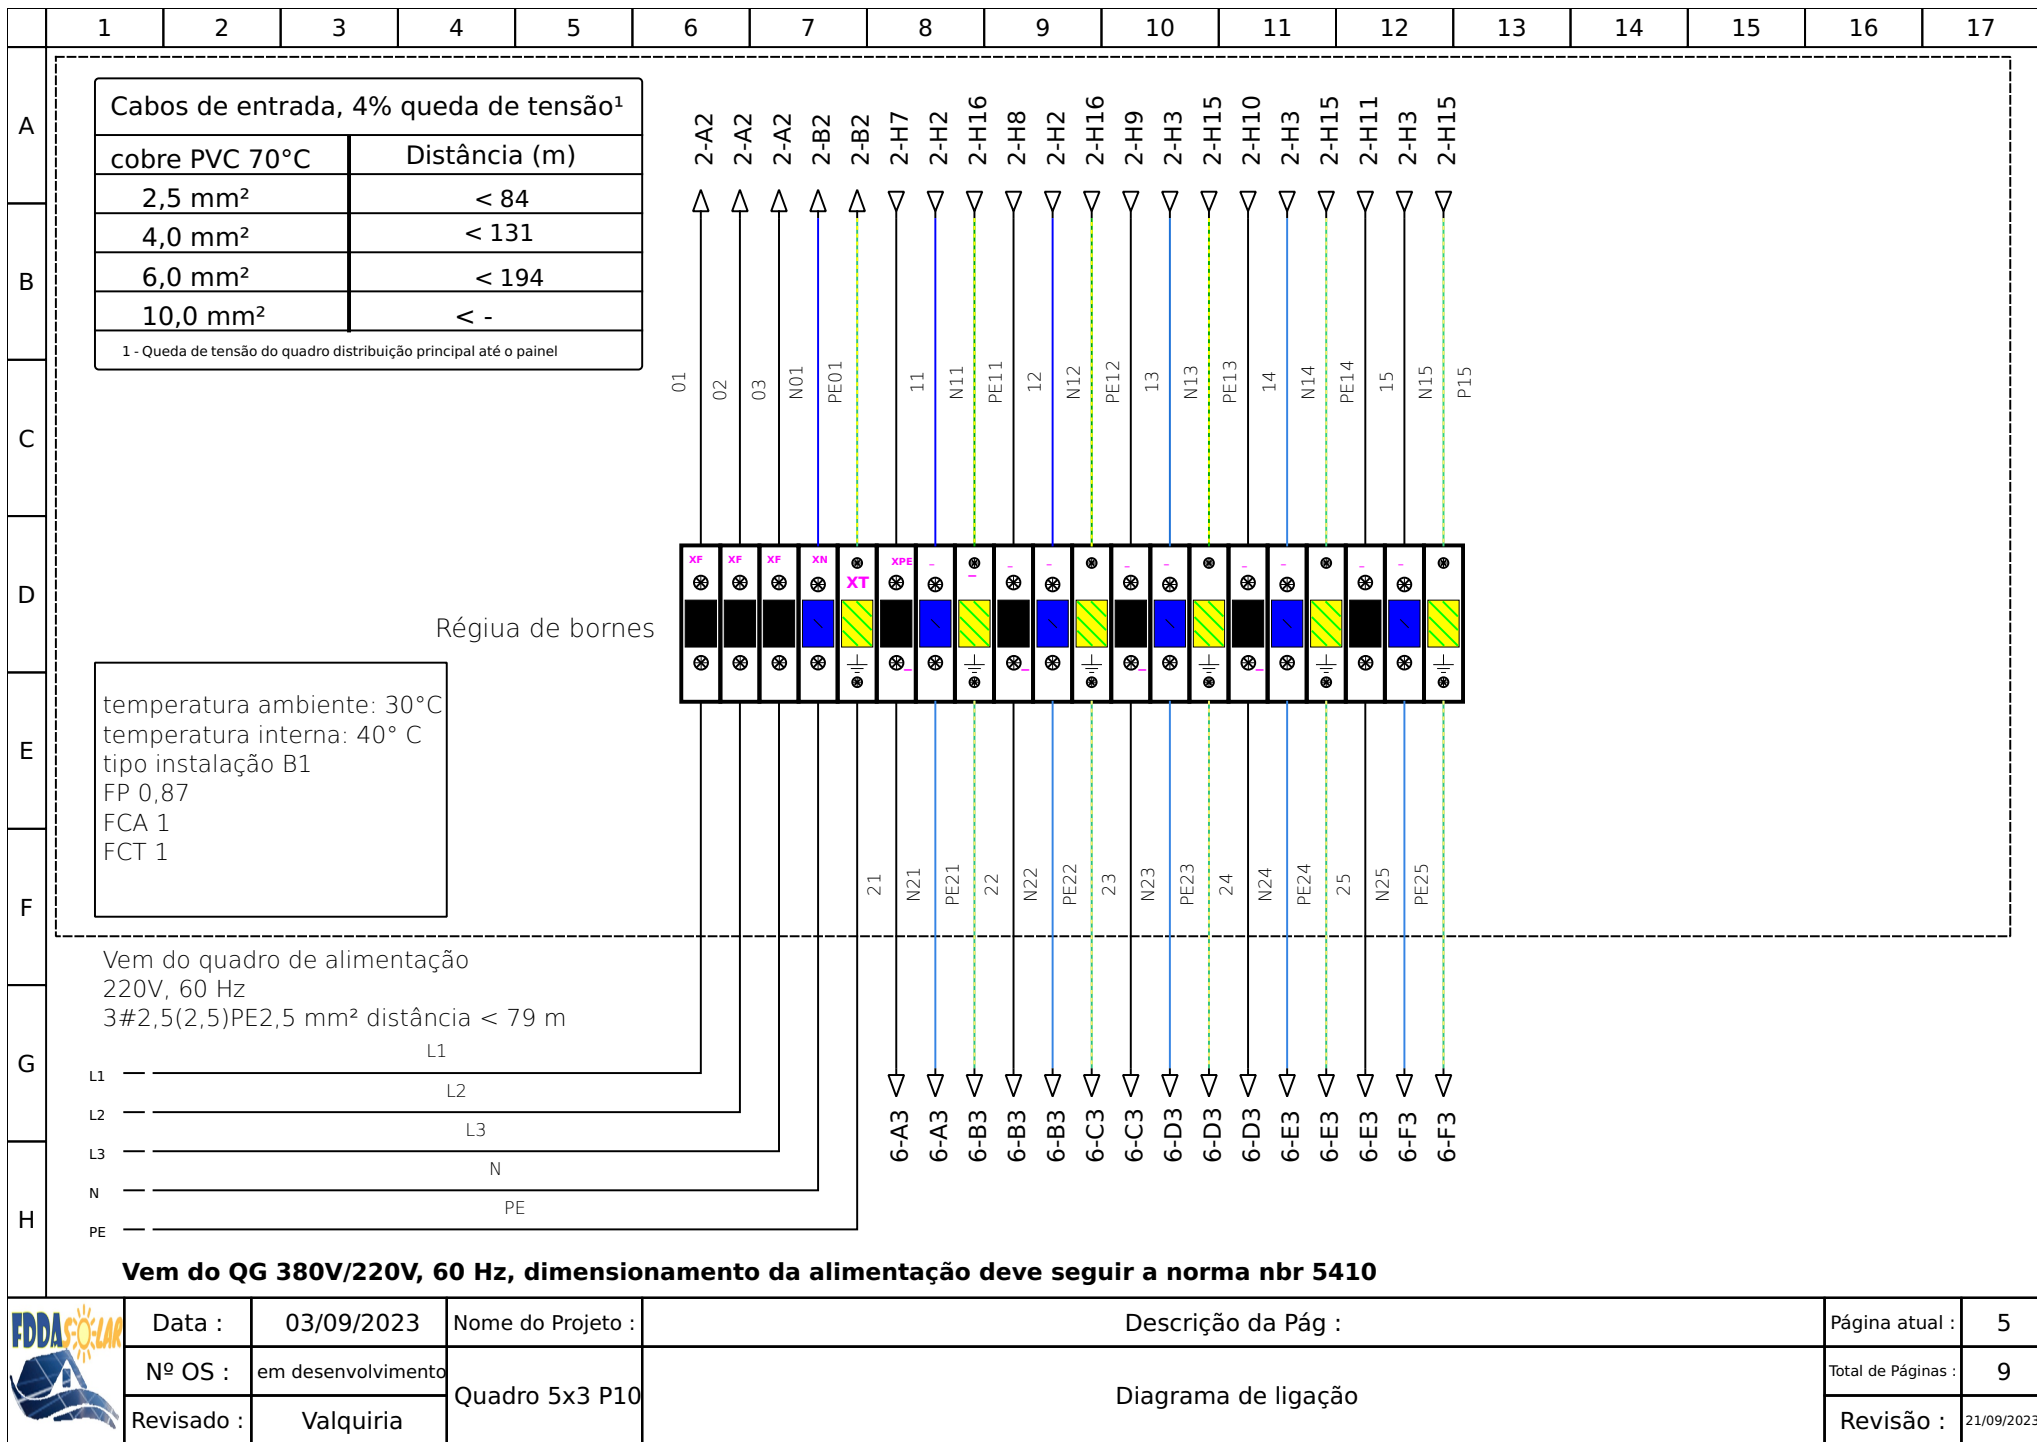 1 2 3 4 5 6 7 8 9 10 11 12 13 14 15 16 17
A
B
C
D
E
F
G
H
Cabos de entrada, 4% queda de tensão¹
cobre PVC 70°C Distância (m)
2,5 mm² < 84
4,0 mm² < 131
6,0 mm² < 194
10,0 mm² < -
1 - Queda de tensão do quadro distribuição principal até o painel
2-A2 2-A2 2-A2 2-B2 2-B2 2-H7 2-H2 2-H16 2-H8 2-H2 2-H16 2-H9 2-H3 2-H15 2-H10 2-H3 2-H15 2-H11 2-H3 2-H15
01 02 03 N01 PE01 11 N11 PE11 12 N12 PE12 13 N13 PE13 14 N14 PE14 15 N15 P15
XF XF XF XN XPE
XT
Régiua de bornes
temperatura ambiente: 30°C
temperatura interna: 40° C
tipo instalação B1
FP 0,87
FCA 1
FCT 1
21 N21 PE21 22 N22 PE22 23 N23 PE23 24 N24 PE24 25 N25 PE25
Vem do quadro de alimentação
220V, 60 Hz
3#2,5(2,5)PE2,5 mm² distância < 79 m
L1
L1
L2
L2
L3
L3
N
N
PE
PE
6-A3 6-A3 6-B3 6-B3 6-B3 6-C3 6-C3 6-D3 6-D3 6-D3 6-E3 6-E3 6-E3 6-F3 6-F3
Vem do QG 380V/220V, 60 Hz, dimensionamento da alimentação deve seguir a norma nbr 5410
FDDA SOLAR
Data : 03/09/2023 Nome do Projeto : Descrição da Pág : Página atual : 5
Nº OS : em desenvolvimento Quadro 5x3 P10 Diagrama de ligação Total de Páginas : 9
Revisado : Valquiria Revisão : 21/09/2023